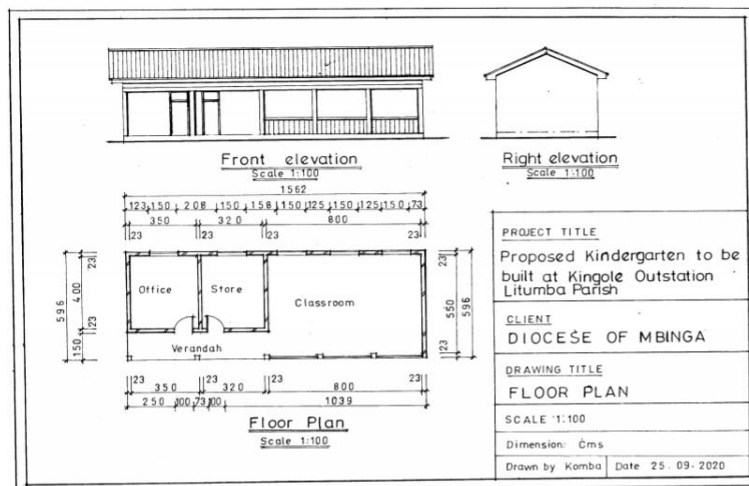 Front elevation
Scale 1:100
Right elevation
Scale 1:100
1562
123 150 208 150 158 150 125 150 125 150 73
350 320 800
23 23 23 23
596
23
400
23
150
Office
Store
Classroom
Verandah
23
550
23
596
23 23 23 23
350 320 800
250 100 73 100 1039
Floor Plan
Scale 1:100
PROJECT TITLE
Proposed Kindergarten to be
built at Kingole Outstation
Litumba Parish
CLIENT
DIOCESE OF MBINGA
DRAWING TITLE
FLOOR PLAN
SCALE 1:100
Dimension: Cms
Drawn by Komba Date 25.09-2020